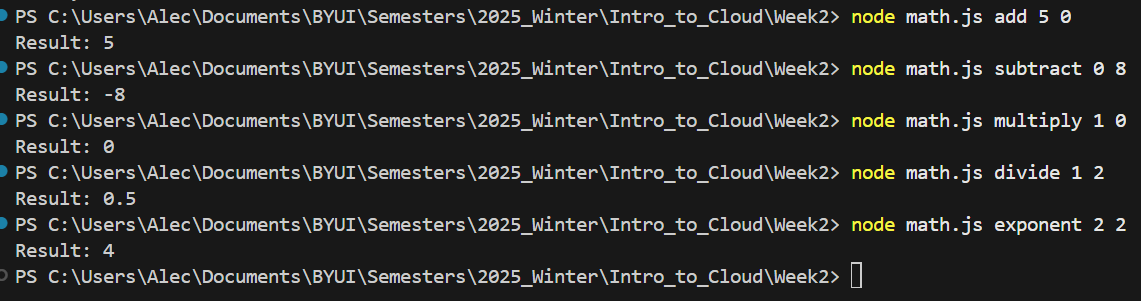 PS C:\Users\Alec\Documents\BYUI\Semesters\2025_Winter\Intro_to_Cloud\Week2> node math.js add 5 0
Result: 5
PS C:\Users\Alec\Documents\BYUI\Semesters\2025_Winter\Intro_to_Cloud\Week2> node math.js subtract 0 8
Result: -8
PS C:\Users\Alec\Documents\BYUI\Semesters\2025_Winter\Intro_to_Cloud\Week2> node math.js multiply 1 0
Result: 0
PS C:\Users\Alec\Documents\BYUI\Semesters\2025_Winter\Intro_to_Cloud\Week2> node math.js divide 1 2
Result: 0.5
PS C:\Users\Alec\Documents\BYUI\Semesters\2025_Winter\Intro_to_Cloud\Week2> node math.js exponent 2 2
Result: 4
PS C:\Users\Alec\Documents\BYUI\Semesters\2025_Winter\Intro_to_Cloud\Week2>